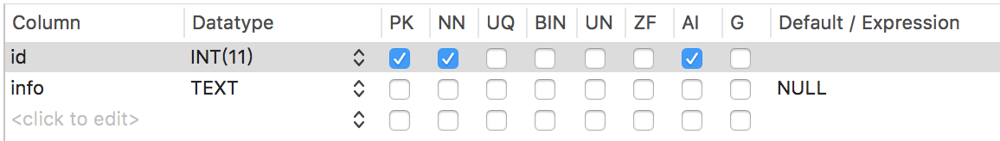 Column Datatype PK NN UQ BIN UN ZF AI G Default / Expression
id INT(11)
info TEXT NULL
<click to edit>